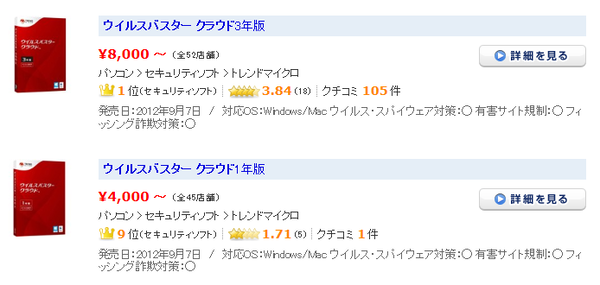 ウイルスバスター クラウド3年版
¥8,000 ~ (全52店舗)
詳細を見る
パソコン > セキュリティソフト > トレンドマイクロ
1位(セキュリティソフト) 3.84 (18) クチコミ 105件
発売日:2012年9月7日 / 対応OS:Windows/Mac ウイルス・スパイウェア対策:○ 有害サイト規制:○ フィ
ッシング詐欺対策:○
ウイルスバスター クラウド1年版
¥4,000 ~ (全45店舗)
詳細を見る
パソコン > セキュリティソフト > トレンドマイクロ
9位(セキュリティソフト) 1.71 (5) クチコミ 1件
発売日:2012年9月7日 / 対応OS:Windows/Mac ウイルス・スパイウェア対策:○ 有害サイト規制:○ フィ
ッシング詐欺対策:○